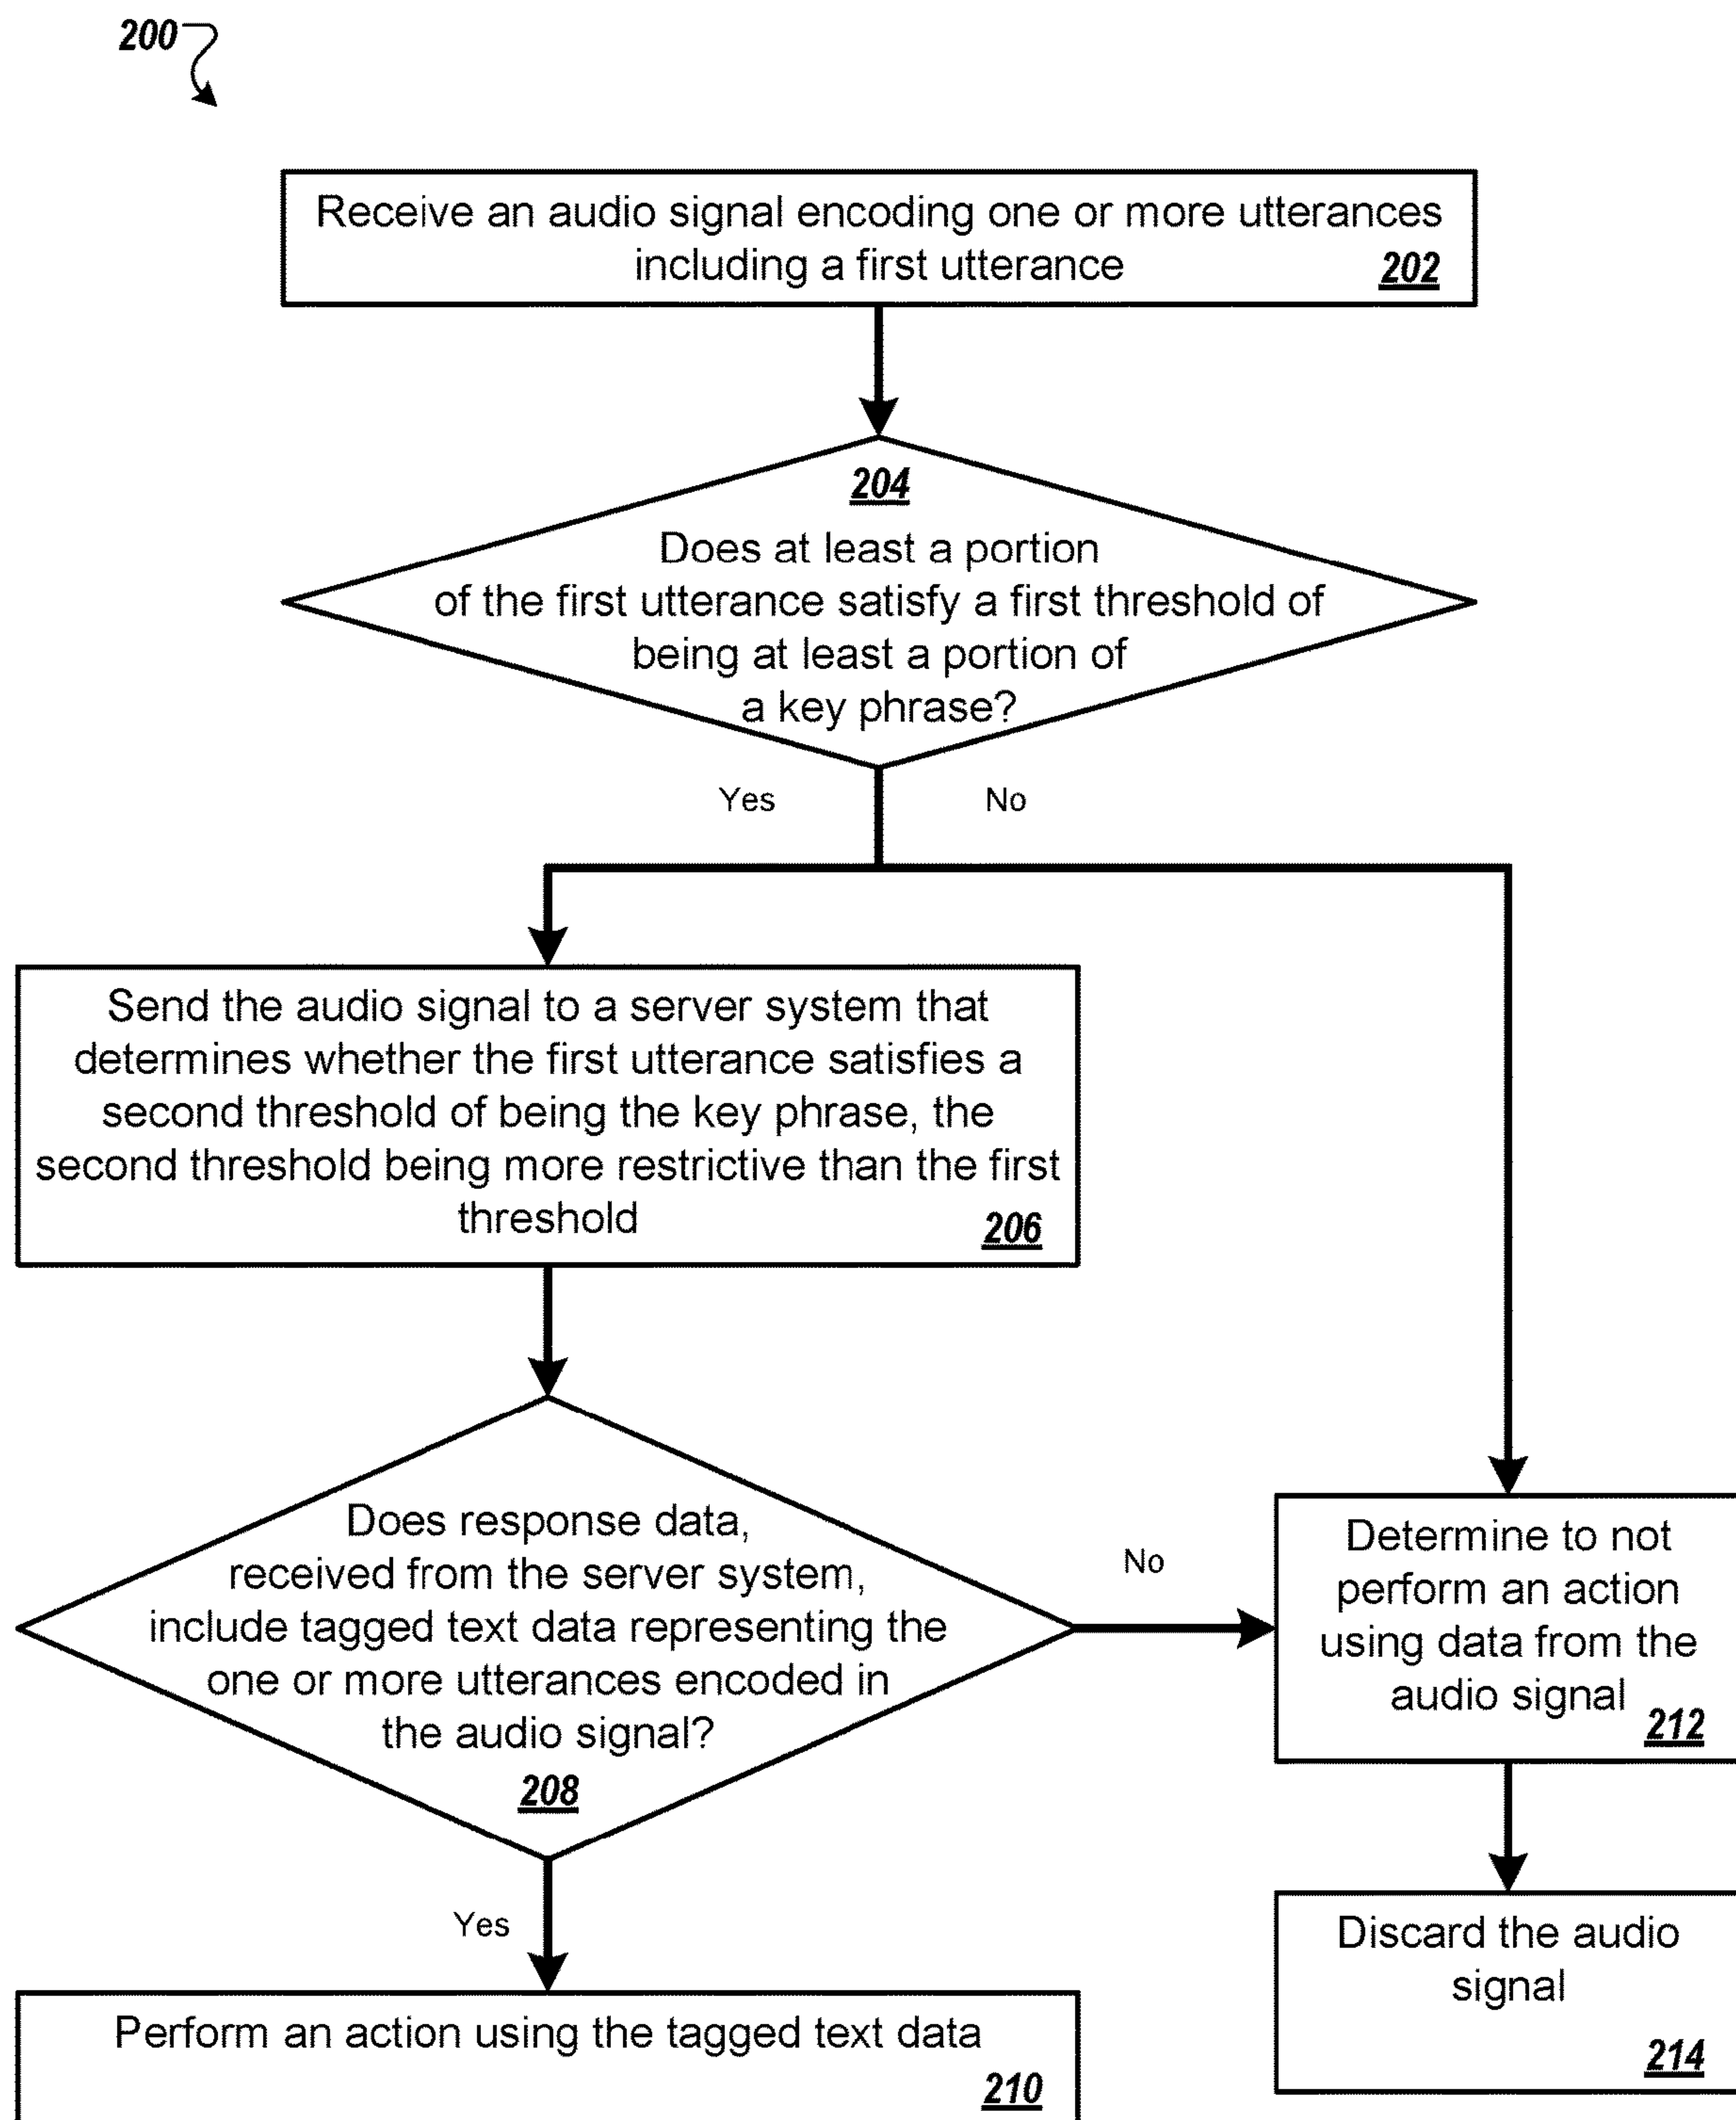 200
Receive an audio signal encoding one or more utterances
including a first utterance
202
204
Does at least a portion
of the first utterance satisfy a first threshold of
being at least a portion of
a key phrase?
Yes
No
Send the audio signal to a server system that
determines whether the first utterance satisfies a
second threshold of being the key phrase, the
second threshold being more restrictive than the first
threshold
206
Does response data,
received from the server system,
include tagged text data representing the
one or more utterances encoded in
the audio signal?
208
No
Determine to not
perform an action
using data from the
audio signal
212
Yes
Discard the audio
signal
214
Perform an action using the tagged text data
210